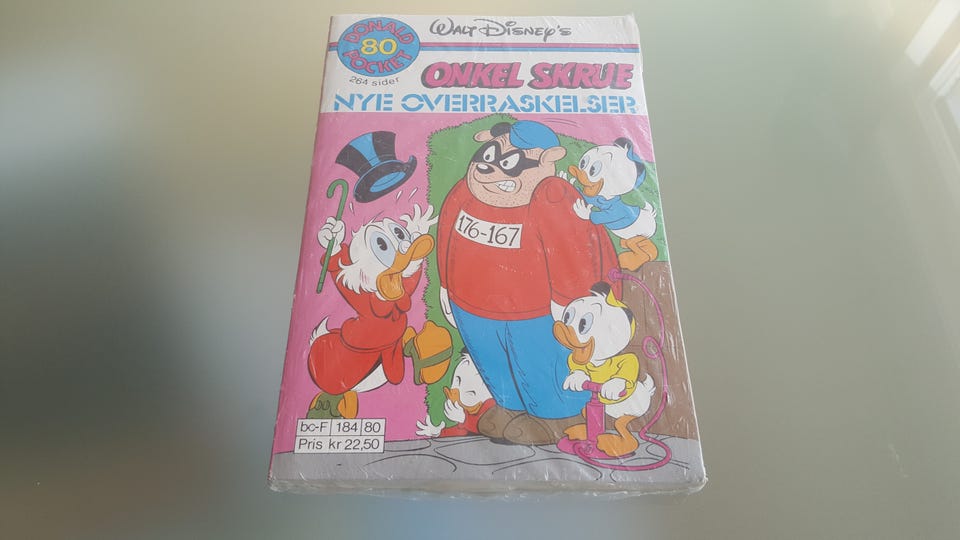 DONALD
80
POCKET
264 sider
WALT DISNEY'S
ONKEL SKRUE
NYE OVERRASKELSER
176-167
bc-F 184 80
Pris kr 22,50